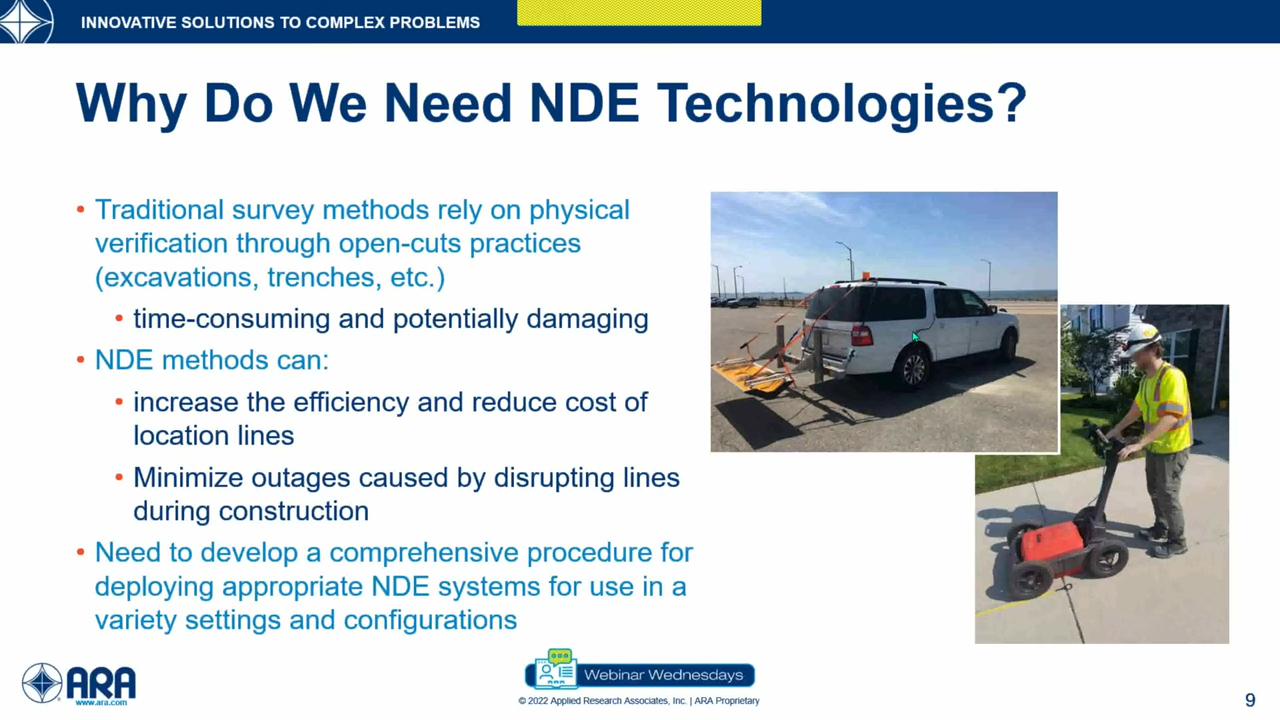 INNOVATIVE SOLUTIONS TO COMPLEX PROBLEMS
Why Do We Need NDE Technologies?
• Traditional survey methods rely on physical
verification through open-cuts practices
(excavations, trenches, etc.)
• time-consuming and potentially damaging
• NDE methods can:
• increase the efficiency and reduce cost of
location lines
• Minimize outages caused by disrupting lines
during construction
• Need to develop a comprehensive procedure for
deploying appropriate NDE systems for use in a
variety settings and configurations
ARA
www.ara.com
Webinar Wednesdays
© 2022 Applied Research Associates, Inc. | ARA Proprietary
9